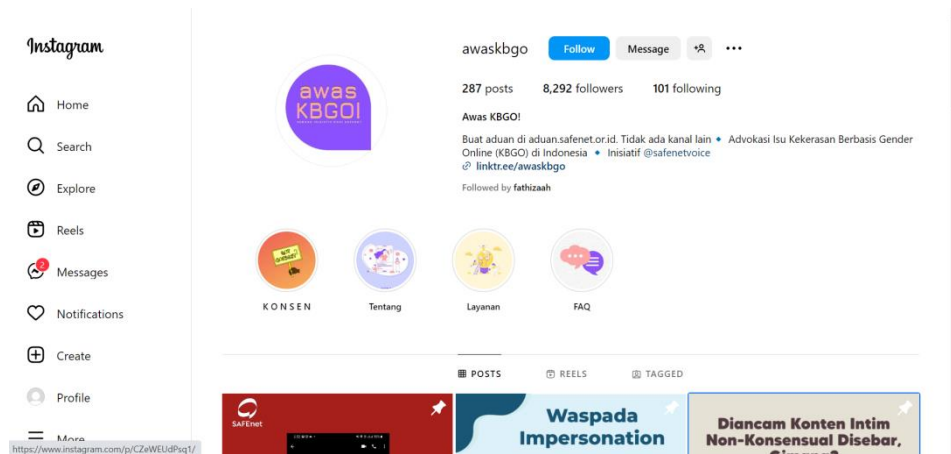 Instagram
Home
Search
Explore
Reels
2
Messages
Notifications
Create
Profile
More
https://www.instagram.com/p/CZeWEUdPsq1/
awas
KBGO!
awaskbgo Follow Message
287 posts 8,292 followers 101 following
Awas KBGO!
Buat aduan di aduan.safenet.or.id. Tidak ada kanal lain 🔹 Advokasi Isu Kekerasan Berbasis Gender
Online (KBGO) di Indonesia 🔹 Inisiatif @safenetvoice
linktr.ee/awaskbgo
Followed by fathizaah
KONSEN Tentang Layanan FAQ
POSTS REELS TAGGED
SAFEnet
Waspada
Impersonation
Diancam Konten Intim
Non-Konsensual Disebar,